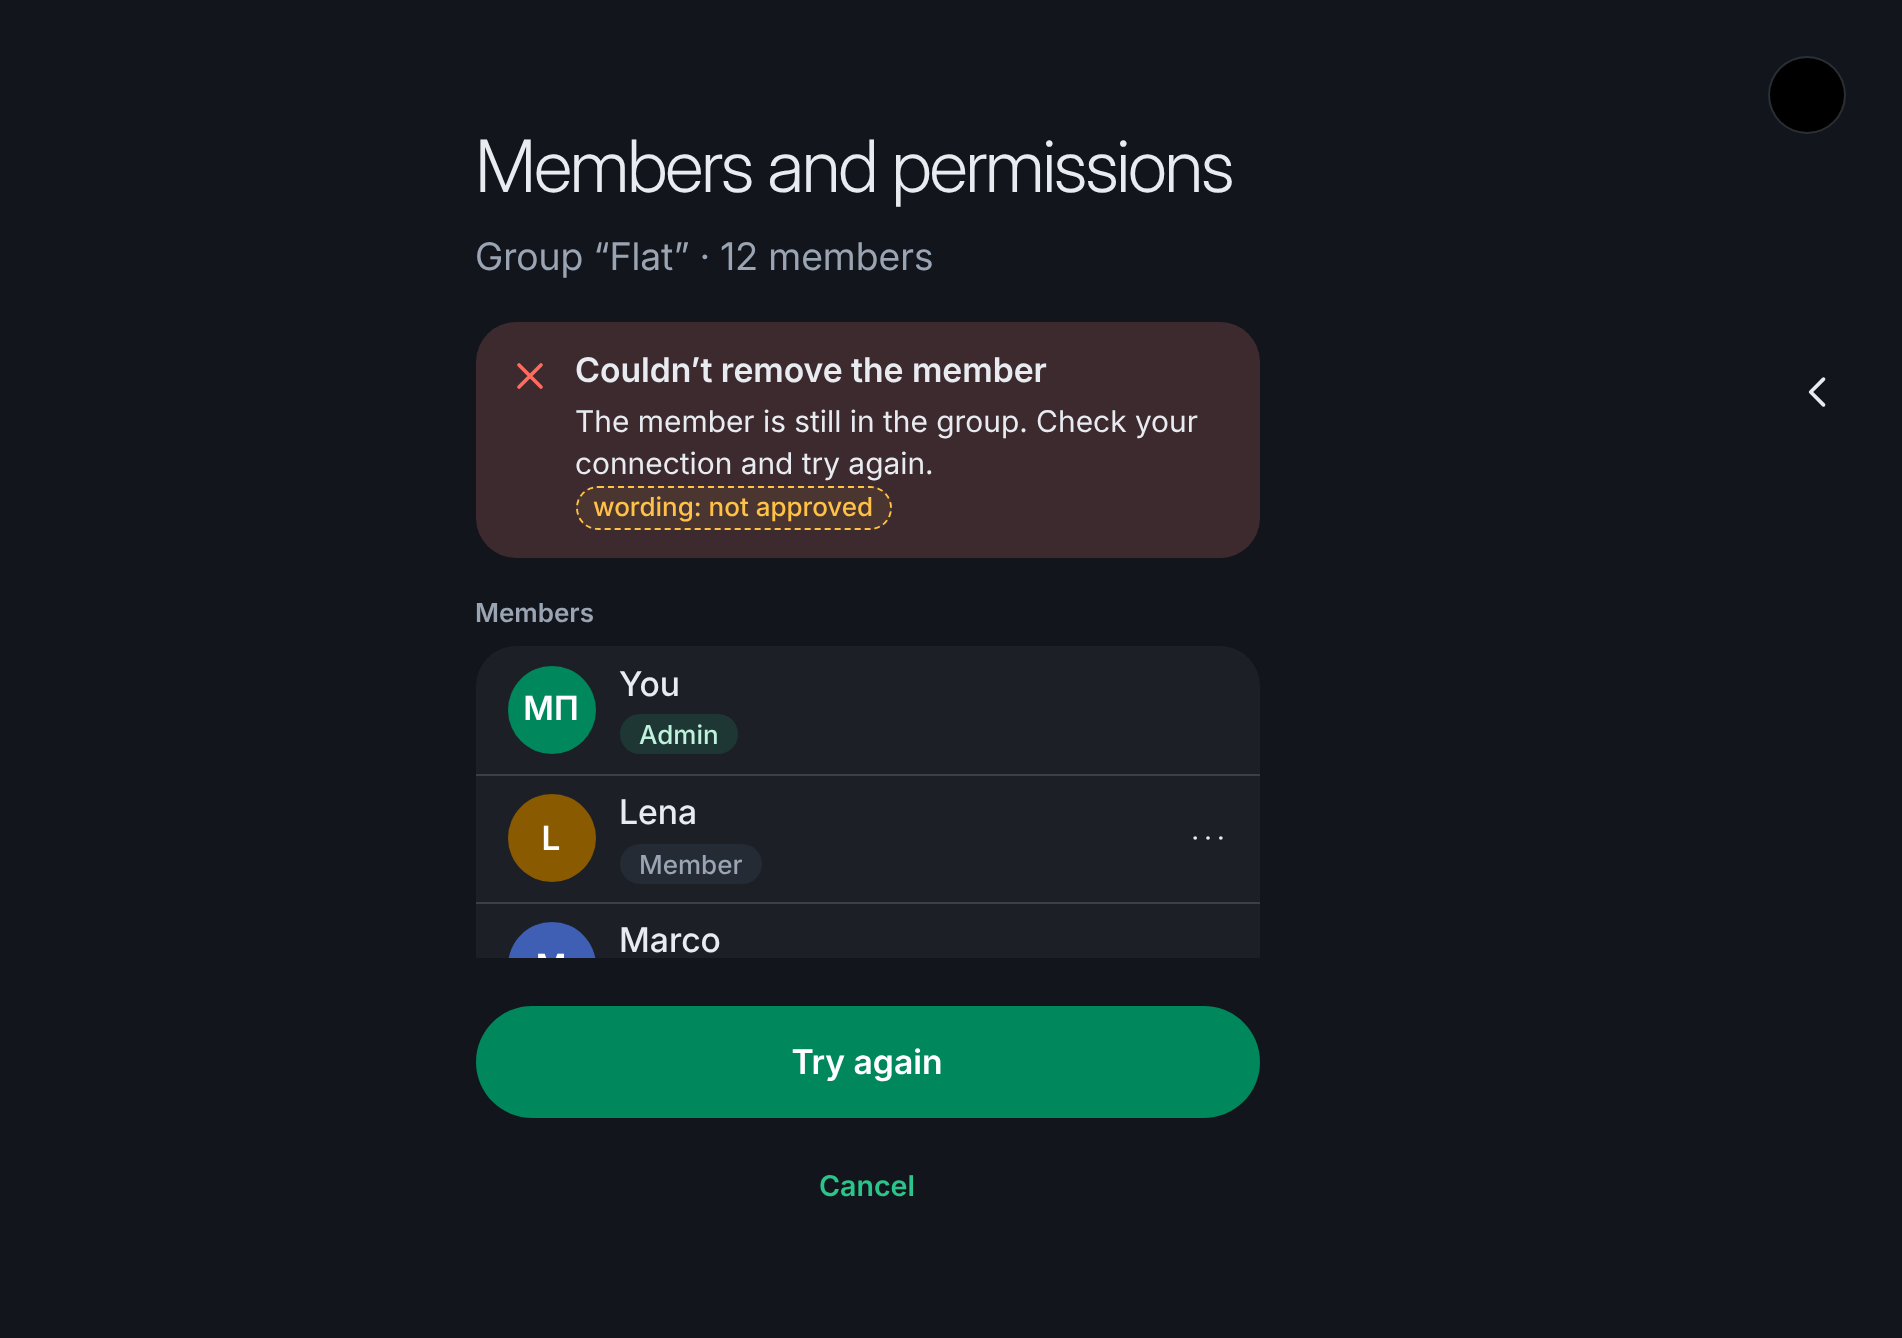 Members and permissions
Group “Flat” · 12 members
Couldn’t remove the member
The member is still in the group. Check your
connection and try again.
wording: not approved
Members
МП
You
Admin
L
Lena
Member
...
M
Marco
Try again
Cancel